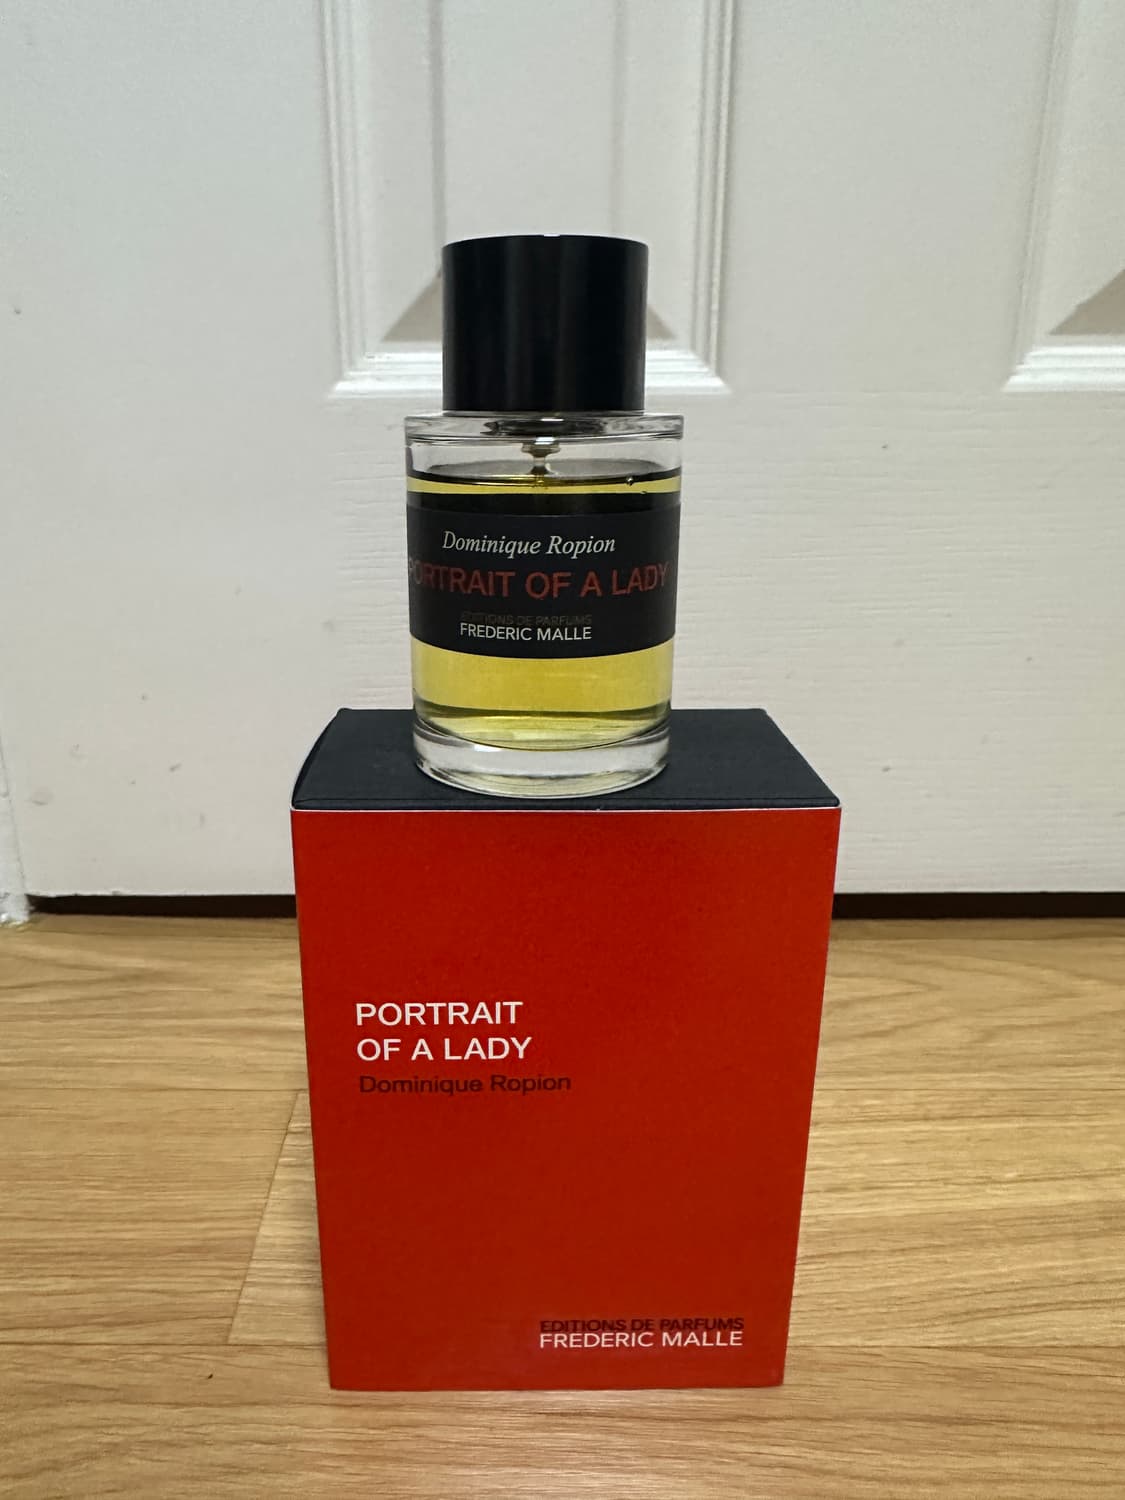 Dominique Ropion
PORTRAIT OF A LADY
EDITIONS DE PARFUMS
FREDERIC MALLE
PORTRAIT
OF A LADY
Dominique Ropion
EDITIONS DE PARFUMS
FREDERIC MALLE